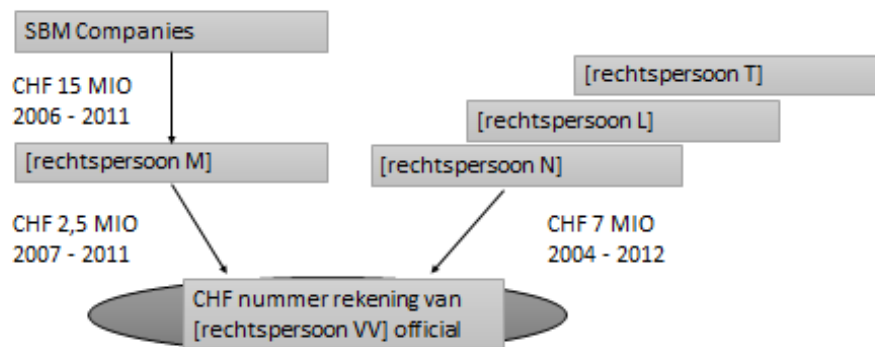 SBM Companies
CHF 15 MIO
2006 - 2011
[rechtspersoon T]
[rechtspersoon L]
[rechtspersoon M]
[rechtspersoon N]
CHF 2,5 MIO
2007 - 2011
CHF 7 MIO
2004 - 2012
CHF nummer rekening van
[rechtspersoon VV] official